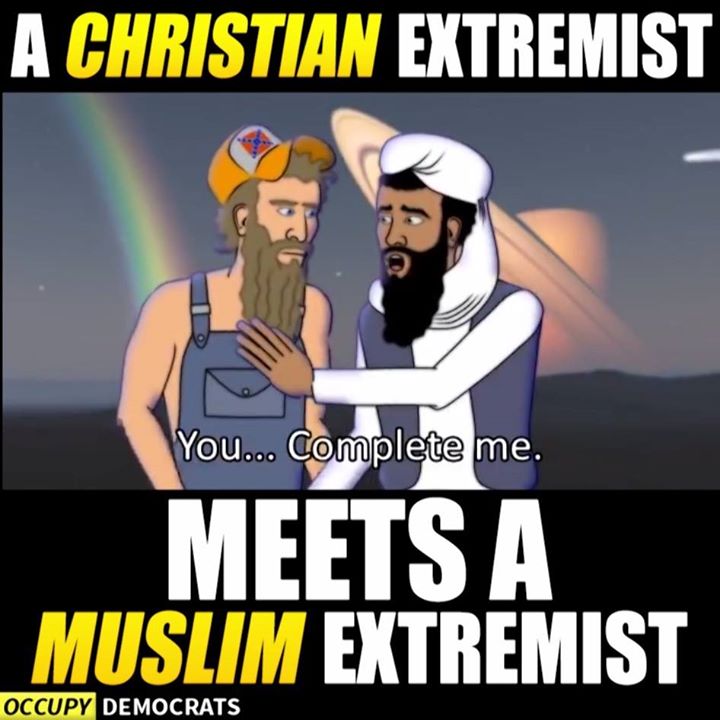 A CHRISTIAN EXTREMIST
You... Complete me.
MEETS A
MUSLIM EXTREMIST
OCCUPY DEMOCRATS